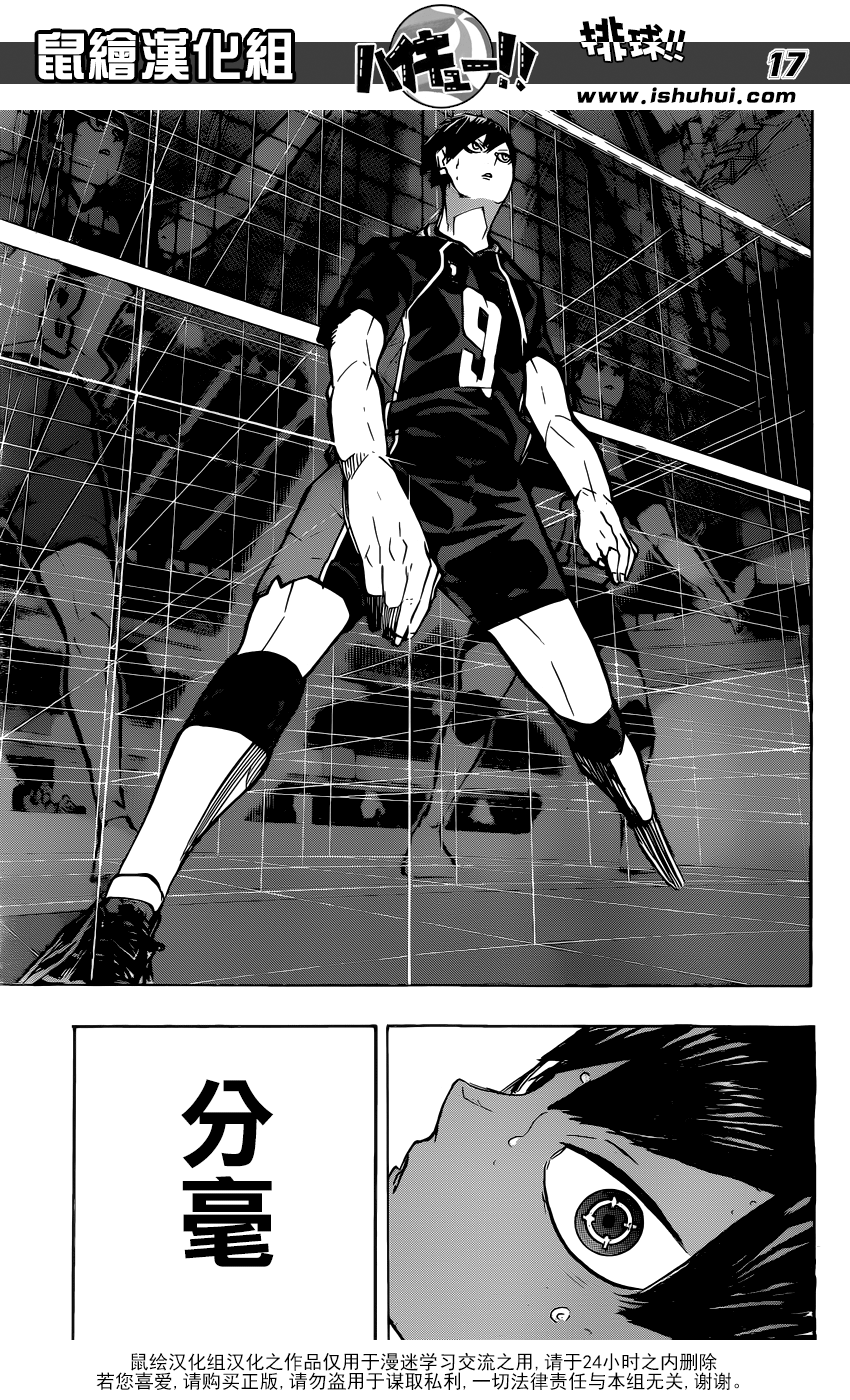 鼠繪漢化組
ハイキュー!!
排球!!
17
www.ishuhui.com
9
分
毫
鼠绘汉化组汉化之作品仅用于漫迷学习交流之用,请于24小时之内删除
若您喜爱,请购买正版,请勿盗用于谋取私利,一切法律责任与本组无关,谢谢。